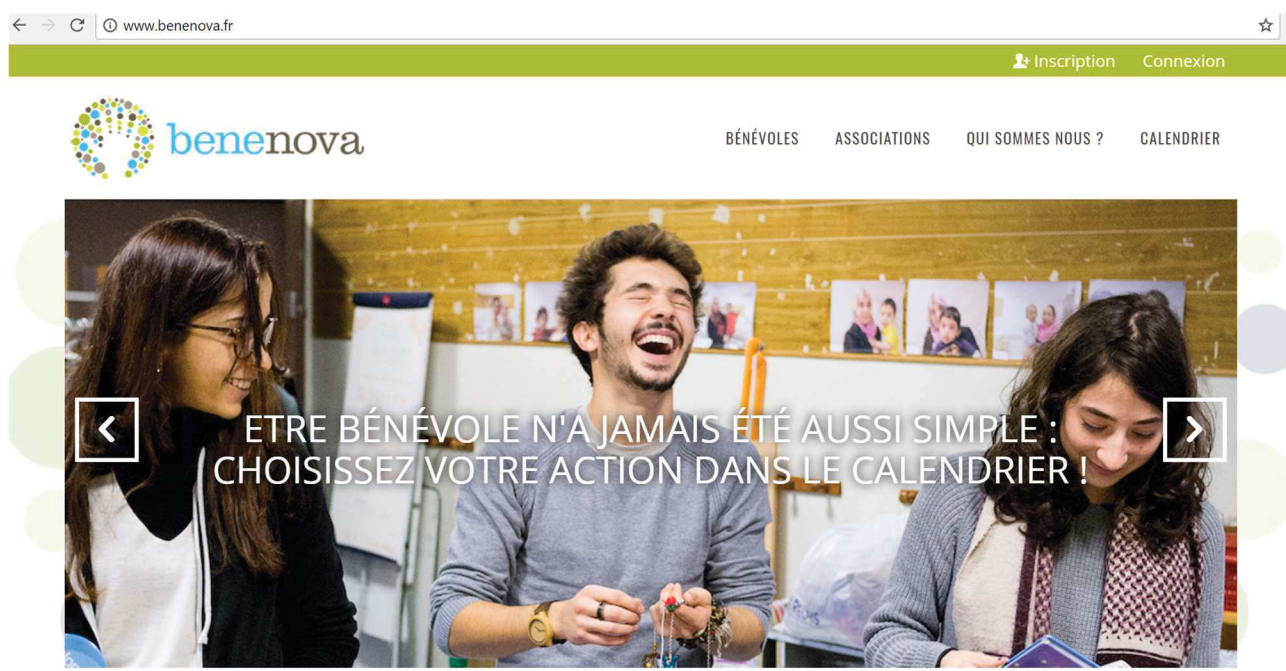 www.benenova.fr
Inscription Connexion
benenova
BÉNÉVOLES ASSOCIATIONS QUI SOMMES NOUS ? CALENDRIER
ETRE BÉNÉVOLE N'A JAMAIS ÉTÉ AUSSI SIMPLE :
CHOISISSEZ VOTRE ACTION DANS LE CALENDRIER !